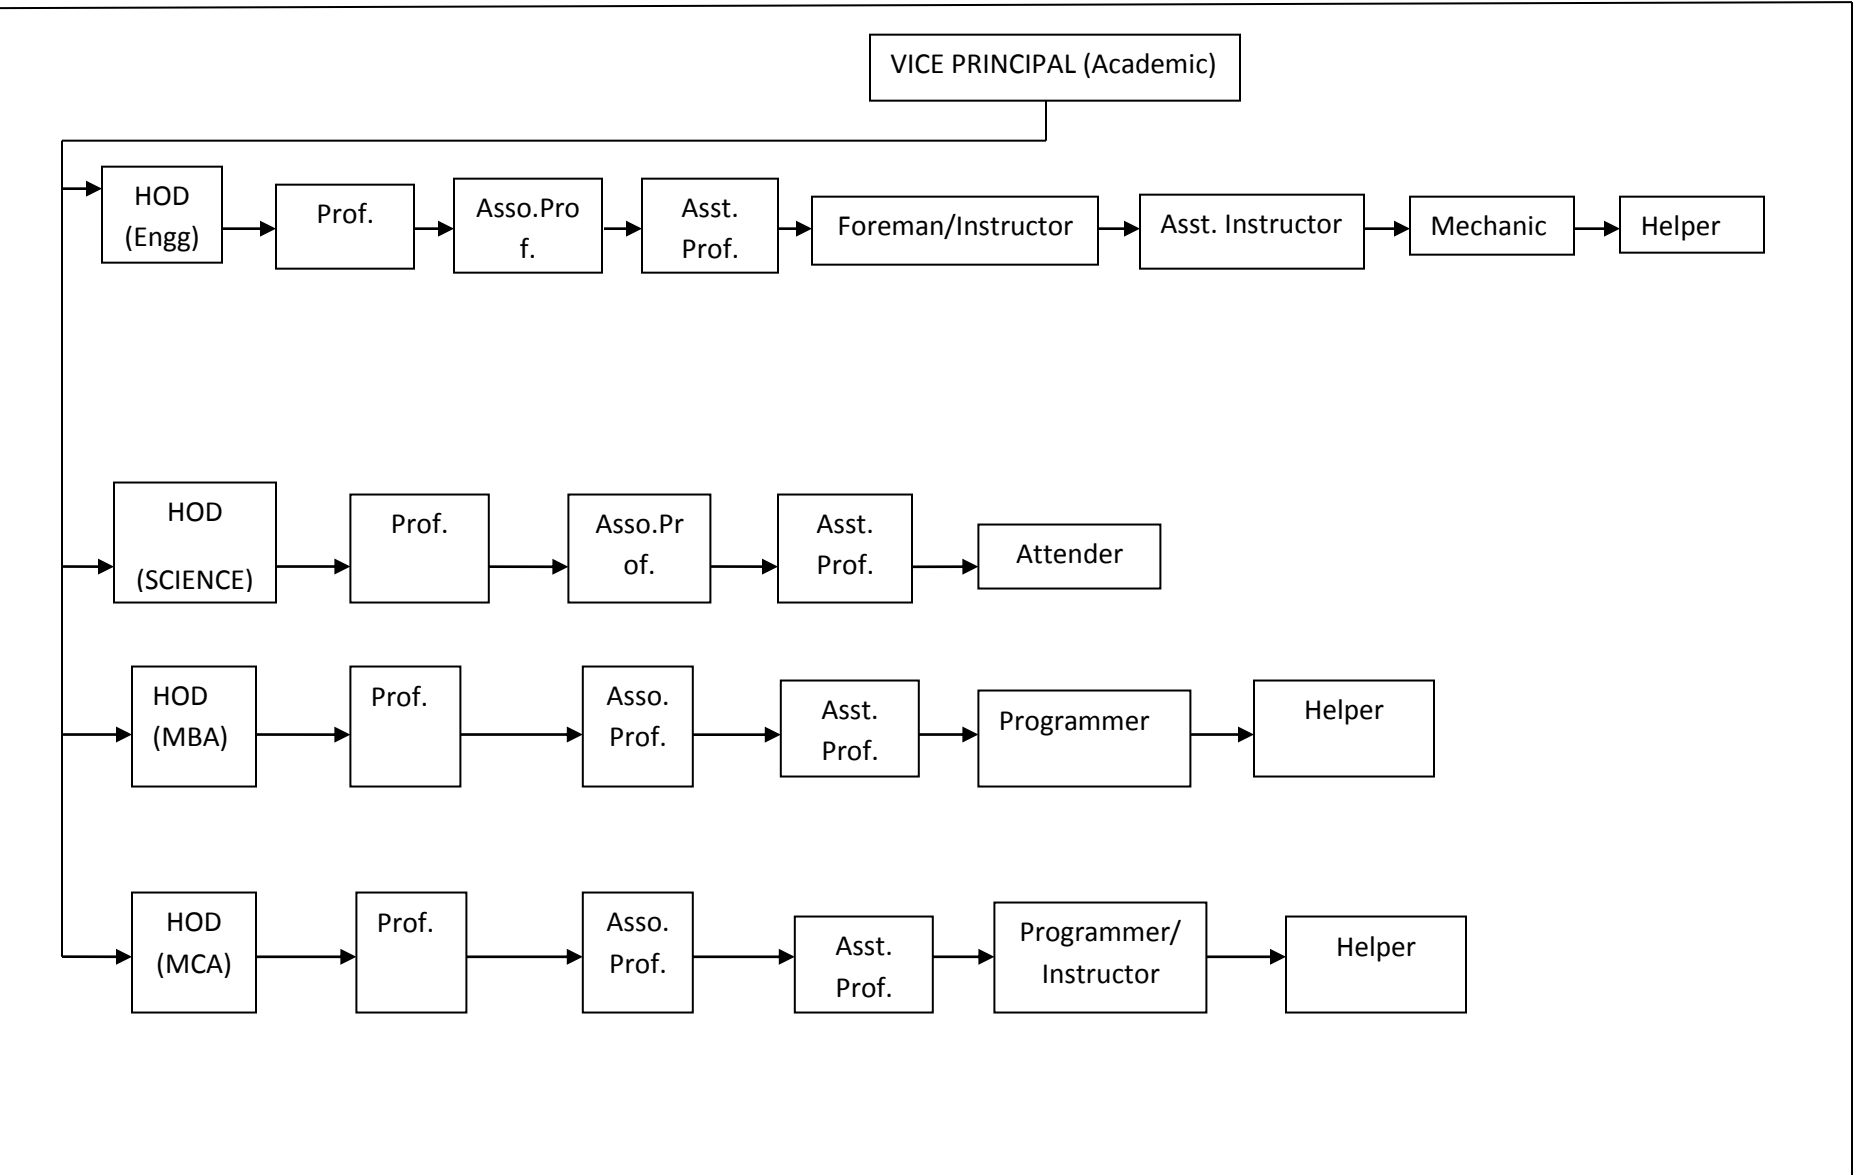 VICE PRINCIPAL (Academic)
HOD
(Engg)
Prof.
Asso.Pro
f.
Asst.
Prof.
Foreman/Instructor
Asst. Instructor
Mechanic
Helper
HOD
(SCIENCE)
Prof.
Asso.Pr
of.
Asst.
Prof.
Attender
HOD
(MBA)
Prof.
Asso.
Prof.
Asst.
Prof.
Programmer
Helper
HOD
(MCA)
Prof.
Asso.
Prof.
Asst.
Prof.
Programmer/
Instructor
Helper